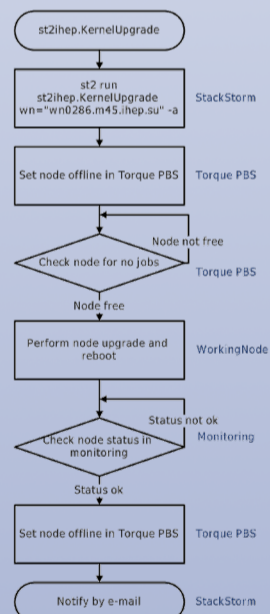 st2ihep.KernelUpgrade
st2 run
st2ihep.KernelUpgrade
wn="wn0286.m45.ihep.su" -a
StackStorm
Set node offline in Torque PBS
Torque PBS
Node not free
Check node for no jobs
Torque PBS
Node free
Perform node upgrade and
reboot
WorkingNode
Status not ok
Check node status in
monitoring
Monitoring
Status ok
Set node offline in Torque PBS
Torque PBS
Notify by e-mail
StackStorm